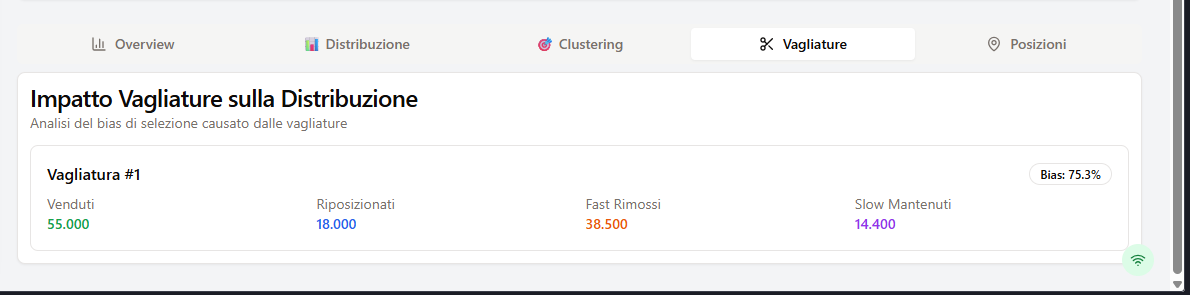 Overview
Distribuzione
Clustering
Vagliature
Posizioni
Impatto Vagliature sulla Distribuzione
Analisi del bias di selezione causato dalle vagliature
Vagliatura #1
Bias: 75.3%
Venduti
Riposizionati
Fast Rimossi
Slow Mantenuti
55.000
18.000
38.500
14.400